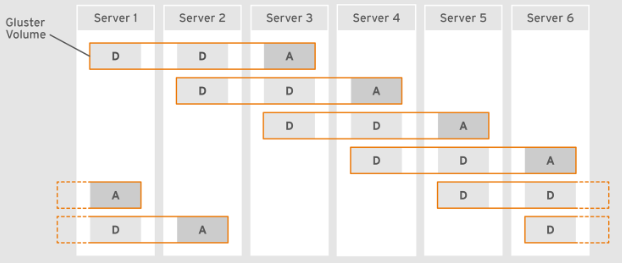 Gluster
Volume
Server 1 Server 2 Server 3 Server 4 Server 5 Server 6
D D A
D D A
D D A
D D A
A D D
D A D